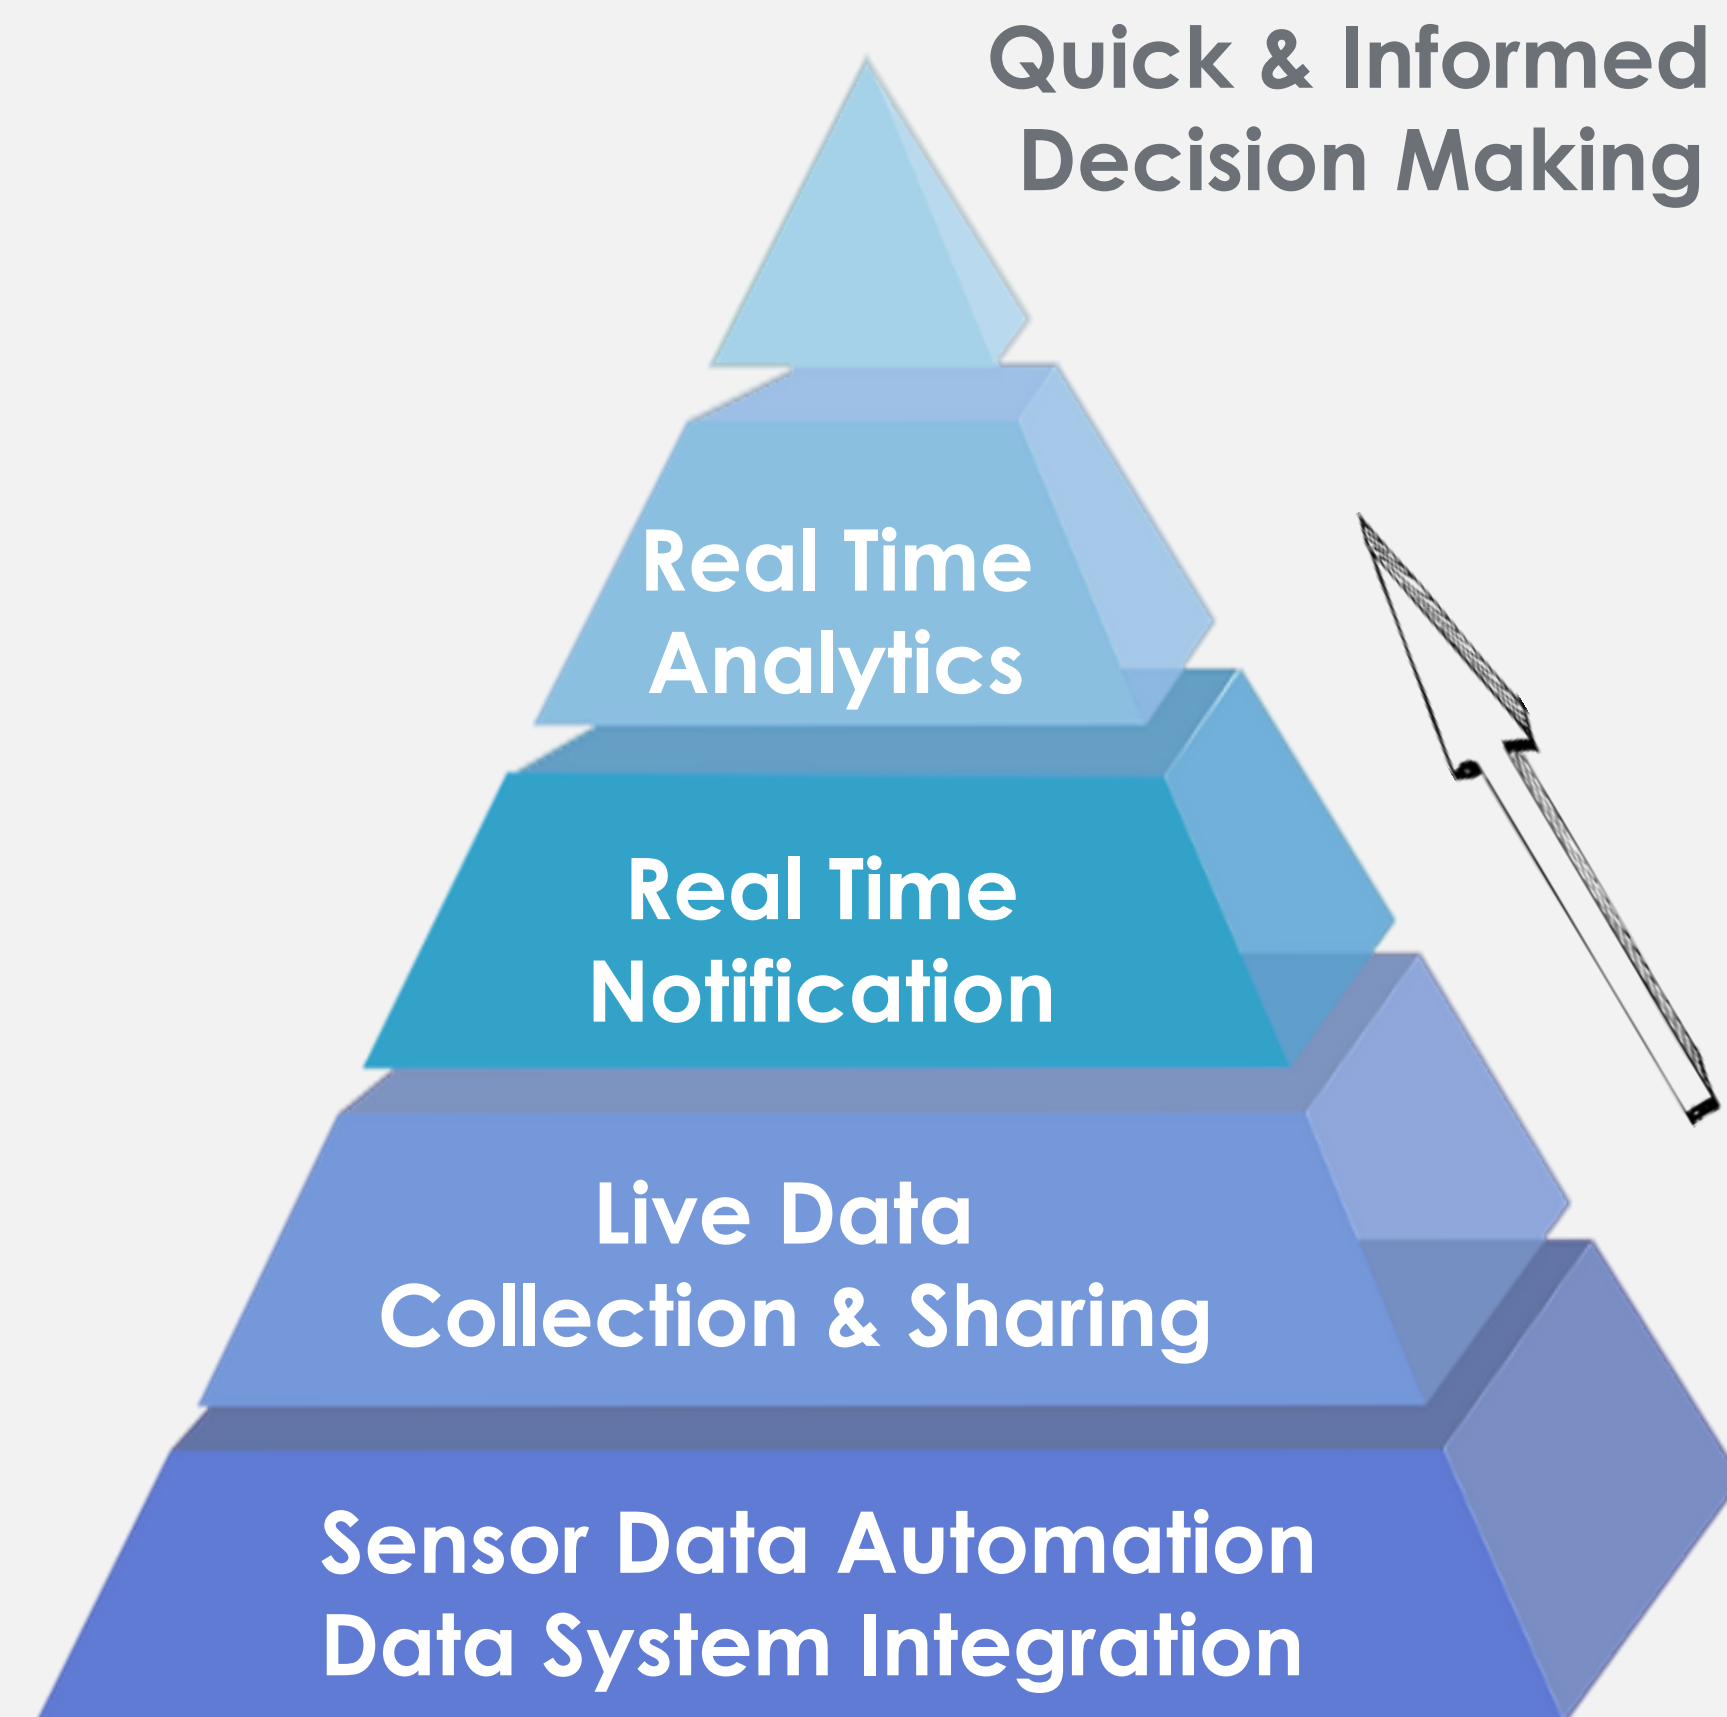 Quick & Informed
Decision Making
Real Time
Analytics
Real Time
Notification
Live Data
Collection & Sharing
Sensor Data Automation
Data System Integration